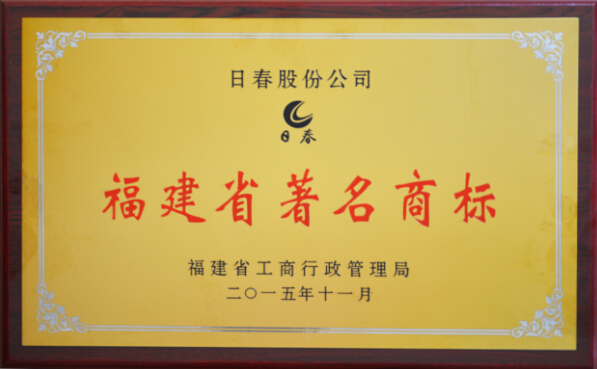 日春股份公司
日春
福建省著名商标
福建省工商行政管理局
二〇一五年十一月